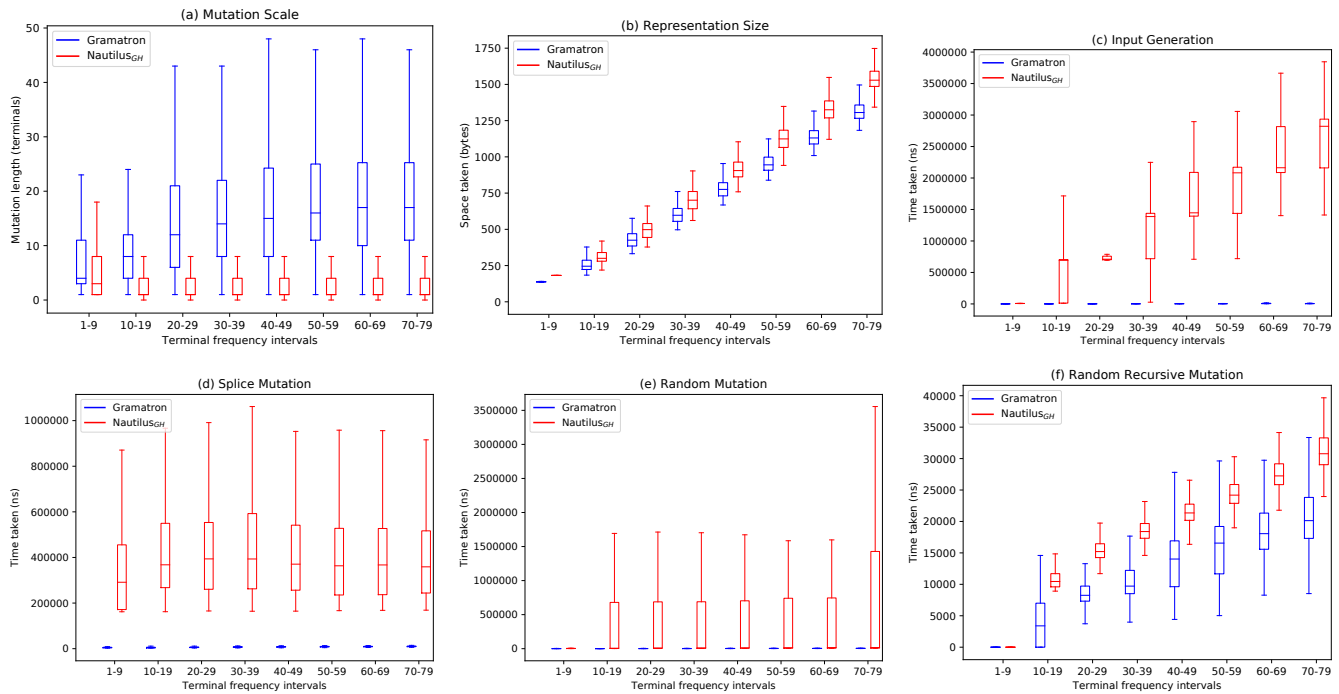 (a) Mutation Scale
Gramatron
Nautilus_GH
Mutation length (terminals)
50
40
30
20
10
0
1-9 10-19 20-29 30-39 40-49 50-59 60-69 70-79
Terminal frequency intervals
(b) Representation Size
Gramatron
Nautilus_GH
Space taken (bytes)
1750
1500
1250
1000
750
500
250
0
1-9 10-19 20-29 30-39 40-49 50-59 60-69 70-79
Terminal frequency intervals
(c) Input Generation
Gramatron
Nautilus_GH
Time taken (ns)
4000000
3500000
3000000
2500000
2000000
1500000
1000000
500000
0
1-9 10-19 20-29 30-39 40-49 50-59 60-69 70-79
Terminal frequency intervals
(d) Splice Mutation
Gramatron
Nautilus_GH
Time taken (ns)
1000000
800000
600000
400000
200000
0
1-9 10-19 20-29 30-39 40-49 50-59 60-69 70-79
Terminal frequency intervals
(e) Random Mutation
Gramatron
Nautilus_GH
Time taken (ns)
3500000
3000000
2500000
2000000
1500000
1000000
500000
0
1-9 10-19 20-29 30-39 40-49 50-59 60-69 70-79
Terminal frequency intervals
(f) Random Recursive Mutation
Gramatron
Nautilus_GH
Time taken (ns)
40000
35000
30000
25000
20000
15000
10000
5000
0
1-9 10-19 20-29 30-39 40-49 50-59 60-69 70-79
Terminal frequency intervals